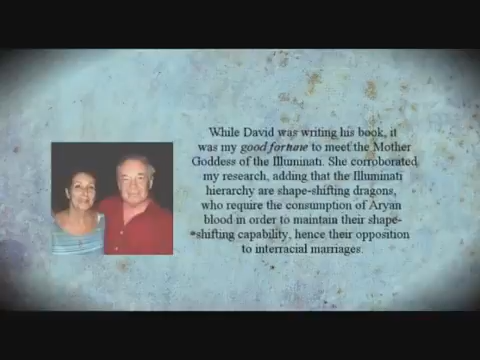 While David was writing his book, it
was my good fortune to meet the Mother
Goddess of the Illuminati. She corroborated
my research, adding that the Illuminati
hierarchy are shape-shifting dragons,
who require the consumption of Aryan
blood in order to maintain their shape-
shifting capability, hence their opposition
to interracial marriages.